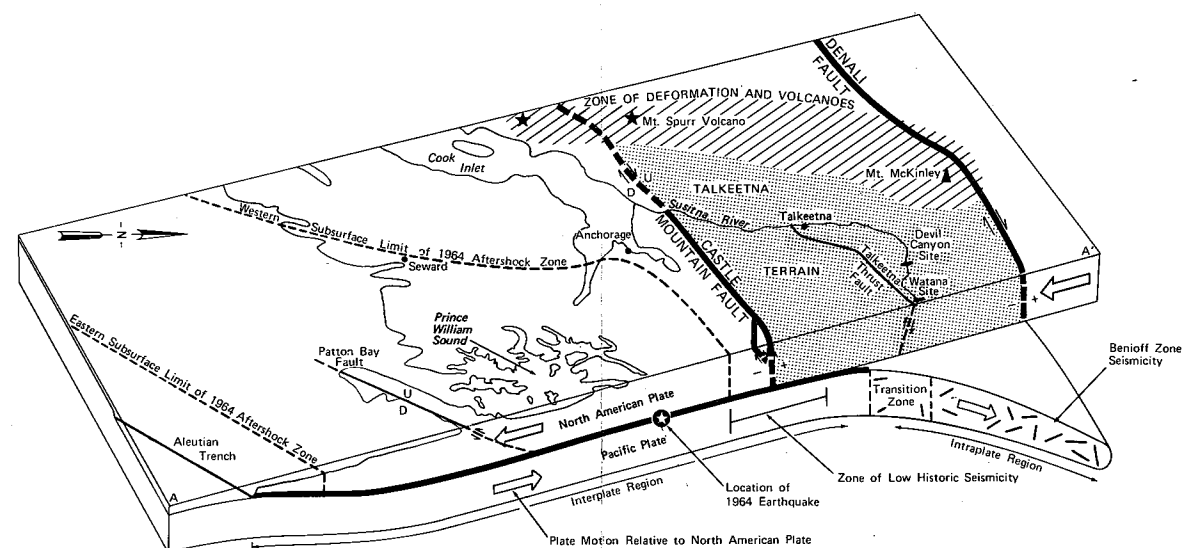 DENALI
FAULT
ZONE OF DEFORMATION AND VOLCANOES
Mt. Spurr Volcano
Cook
Inlet
Mt. McKinley
U
D
TALKEETNA
Susitna River
Talkeetna
Western Subsurface Limit of 1964 Aftershock Zone
N
Anchorage
Seward
CASTLE
MOUNTAIN FAULT
TERRAIN
Talkeetna
Thrust
Fault
Devil
Canyon
Site
Watana
Site
A'
Prince
William
Sound
Eastern Subsurface Limit of 1964 Aftershock Zone
Patton Bay
Fault
U
D
Benioff Zone
Seismicity
North American Plate
Pacific Plate
Transition
Zone
Aleutian
Trench
A
Interplate Region
Intraplate Region
Zone of Low Historic Seismicity
Location of
1964 Earthquake
Plate Motion Relative to North American Plate